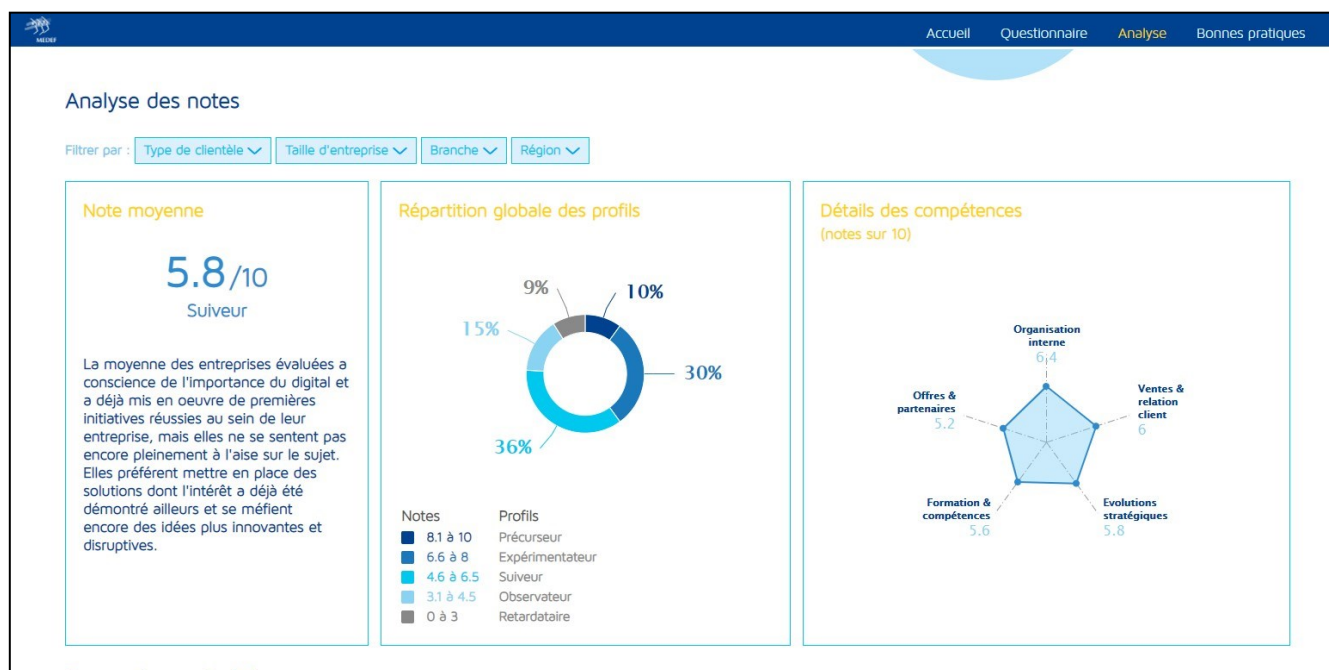 MEDEF
Accueil Questionnaire Analyse Bonnes pratiques
Analyse des notes
Filtrer par : Type de clientèle Taille d'entreprise Branche Région
Note moyenne
5.8/10
Suiveur
La moyenne des entreprises évaluées a
conscience de l'importance du digital et
a déjà mis en oeuvre de premières
initiatives réussies au sein de leur
entreprise, mais elles ne se sentent pas
encore pleinement à l'aise sur le sujet.
Elles préférent mettre en place des
solutions dont l'intérêt a déjà été
démontré ailleurs et se méfient
encore des idées plus innovantes et
disruptives.
Répartition globale des profils
9% 10%
15%
30%
36%
Notes Profils
8.1 à 10 Précurseur
6.6 à 8 Expérimentateur
4.6 à 6.5 Suiveur
3.1 à 4.5 Observateur
0 à 3 Retardataire
Détails des compétences
(notes sur 10)
Organisation
interne
6.4
Ventes &
relation
client
6
Evolutions
stratégiques
5.8
Formation &
compétences
5.6
Offres &
partenaires
5.2